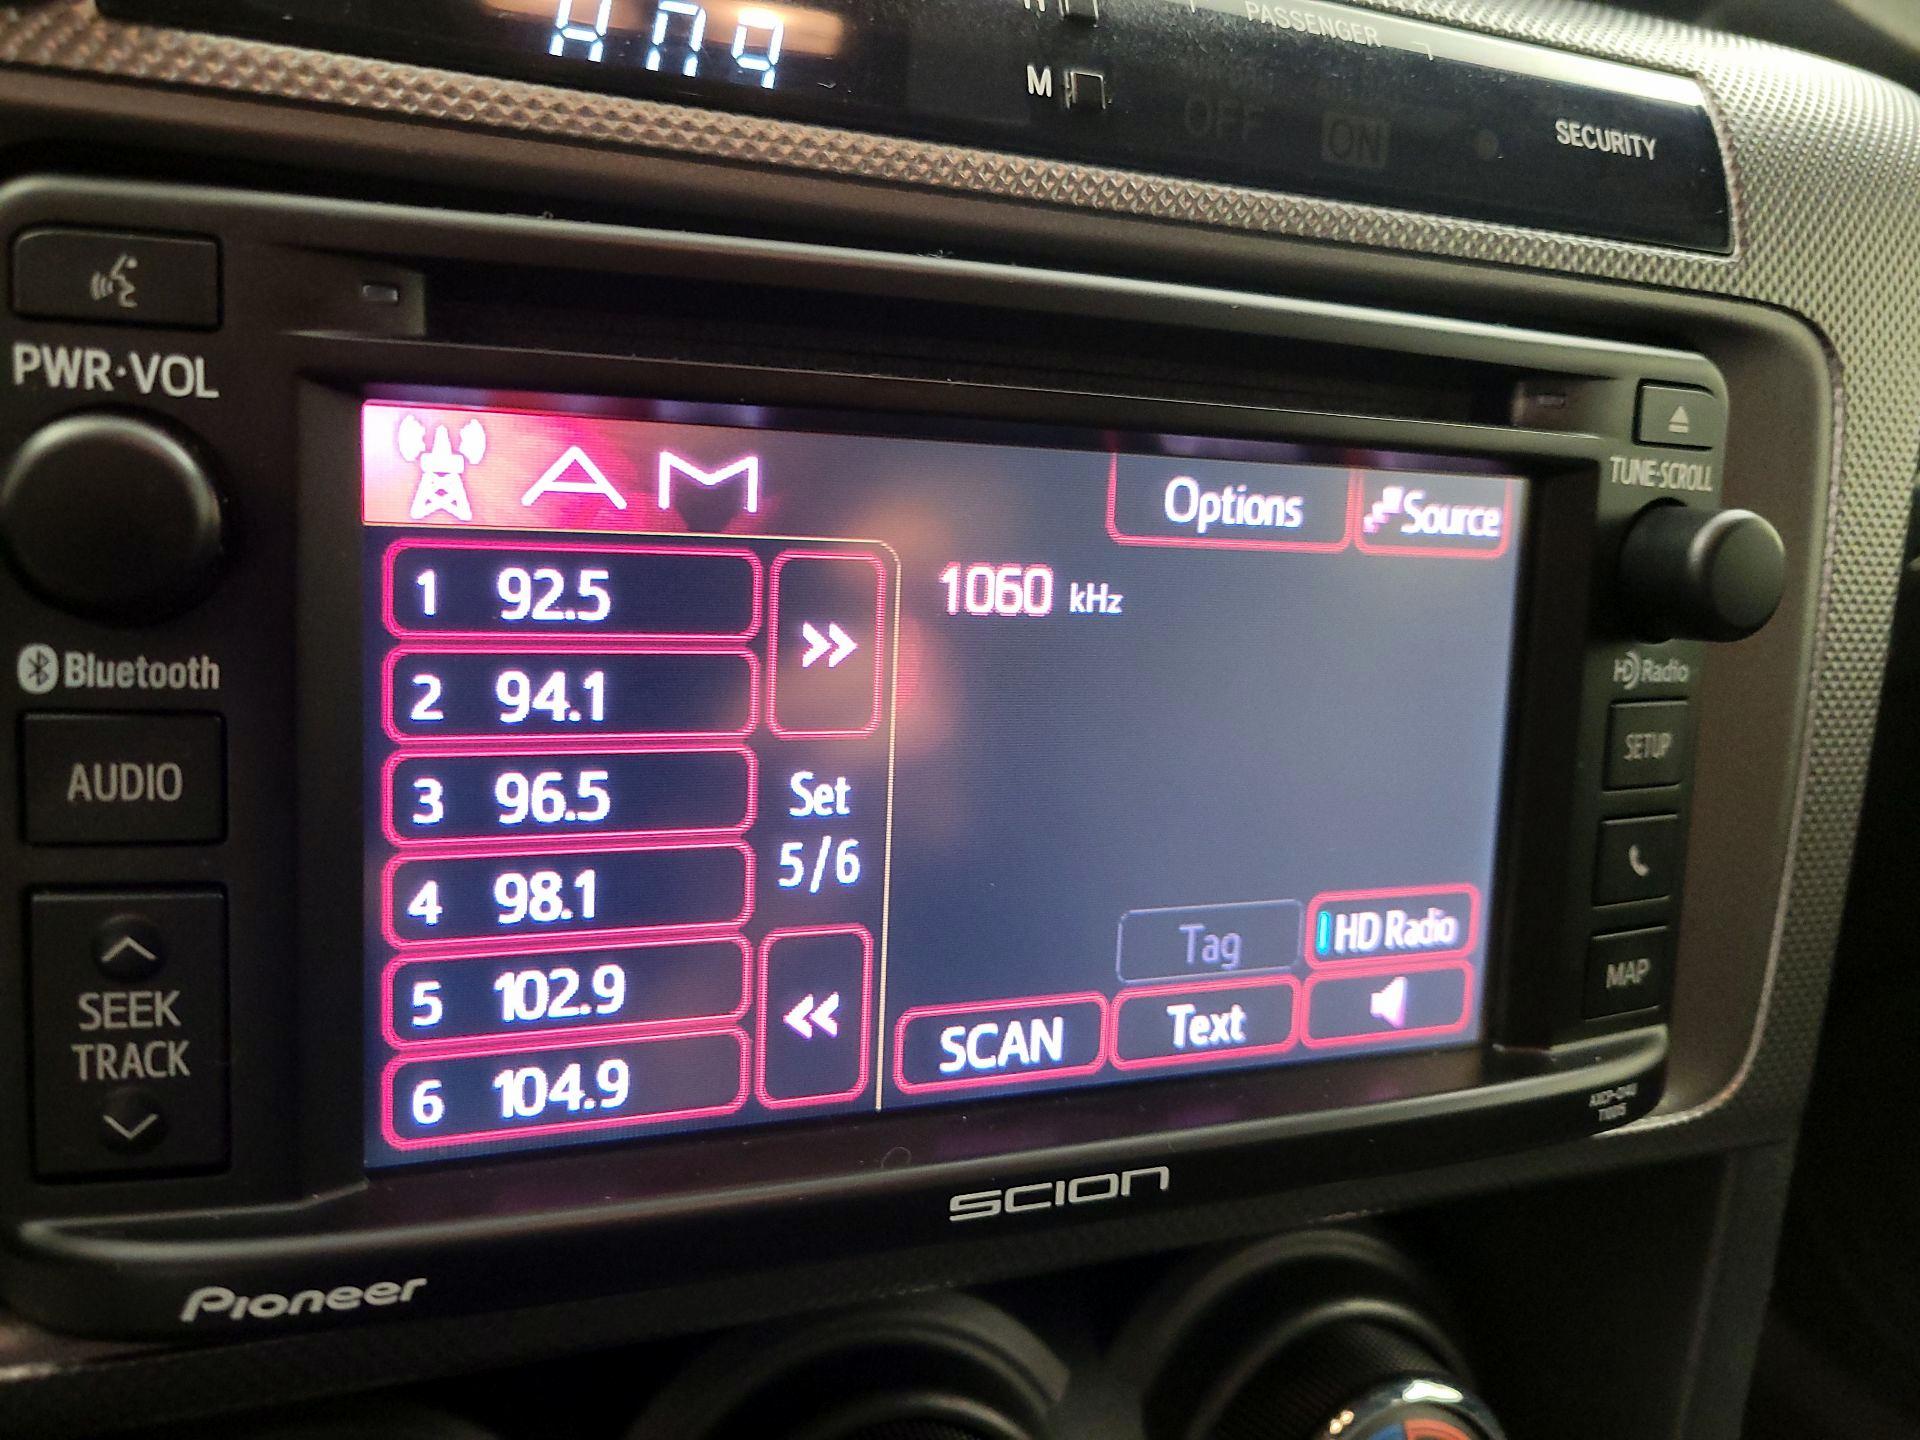 PASSENGER
M
OFF
ON
SECURITY
PWR·VOL
TUNE·SCROLL
AM
Options
Source
1 92.5
1060 kHz
2 94.1
Bluetooth
HD Radio
AUDIO
SETUP
3 96.5
Set
5/6
4 98.1
Tag
HD Radio
MAP
5 102.9
SEEK
TRACK
SCAN
Text
6 104.9
SCION
Pioneer